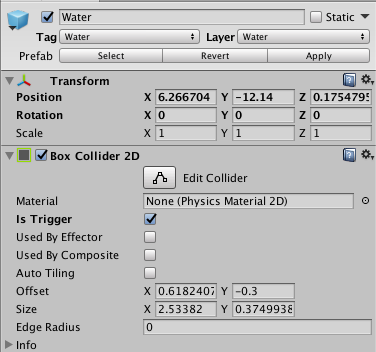 Water Static
Tag Water Layer Water
Prefab Select Revert Apply
Transform
Position X 6.266704 Y -12.14 Z 0.1754795
Rotation X 0 Y 0 Z 0
Scale X 1 Y 1 Z 1
Box Collider 2D
Edit Collider
Material None (Physics Material 2D)
Is Trigger
Used By Effector
Used By Composite
Auto Tiling
Offset X 0.6182407 Y -0.3
Size X 2.53382 Y 0.3749938
Edge Radius 0
Info